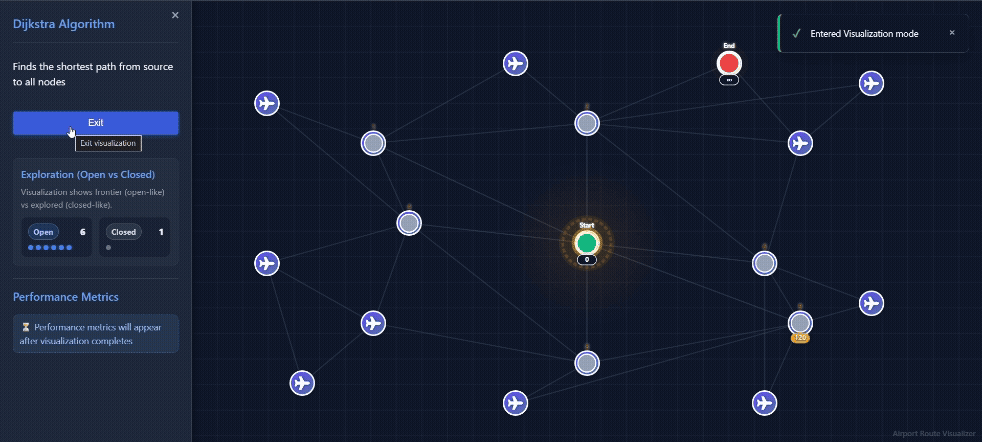 Dijkstra Algorithm
×
Finds the shortest path from source
to all nodes
Exit
Exit visualization
Exploration (Open vs Closed)
Visualization shows frontier (open-like)
vs explored (closed-like).
Open 6
Closed 1
Performance Metrics
⏳ Performance metrics will appear
after visualization completes
✓ Entered Visualization mode ×
End
∞
Start
0
120
Airport Route Visualizer